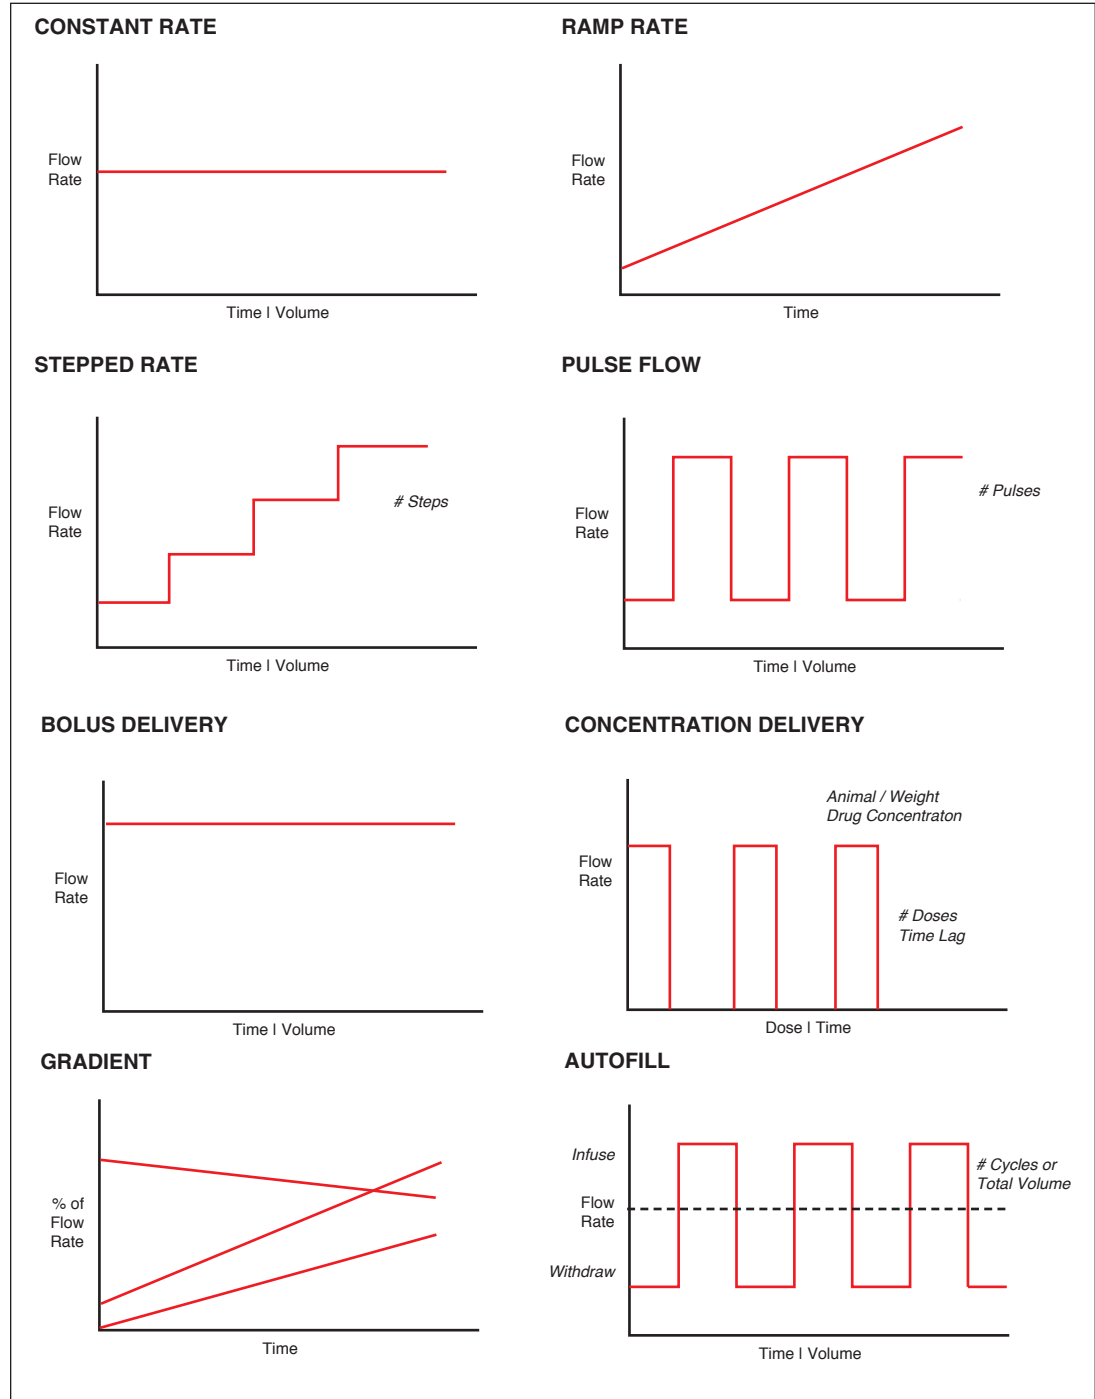 CONSTANT RATE
Flow
Rate
Time | Volume
RAMP RATE
Flow
Rate
Time
STEPPED RATE
Flow
Rate
# Steps
Time | Volume
PULSE FLOW
Flow
Rate
# Pulses
Time | Volume
BOLUS DELIVERY
Flow
Rate
Time | Volume
CONCENTRATION DELIVERY
Animal / Weight
Drug Concentraton
Flow
Rate
# Doses
Time Lag
Dose | Time
GRADIENT
% of
Flow
Rate
Time
AUTOFILL
Infuse
Flow
Rate
Withdraw
# Cycles or
Total Volume
Time | Volume